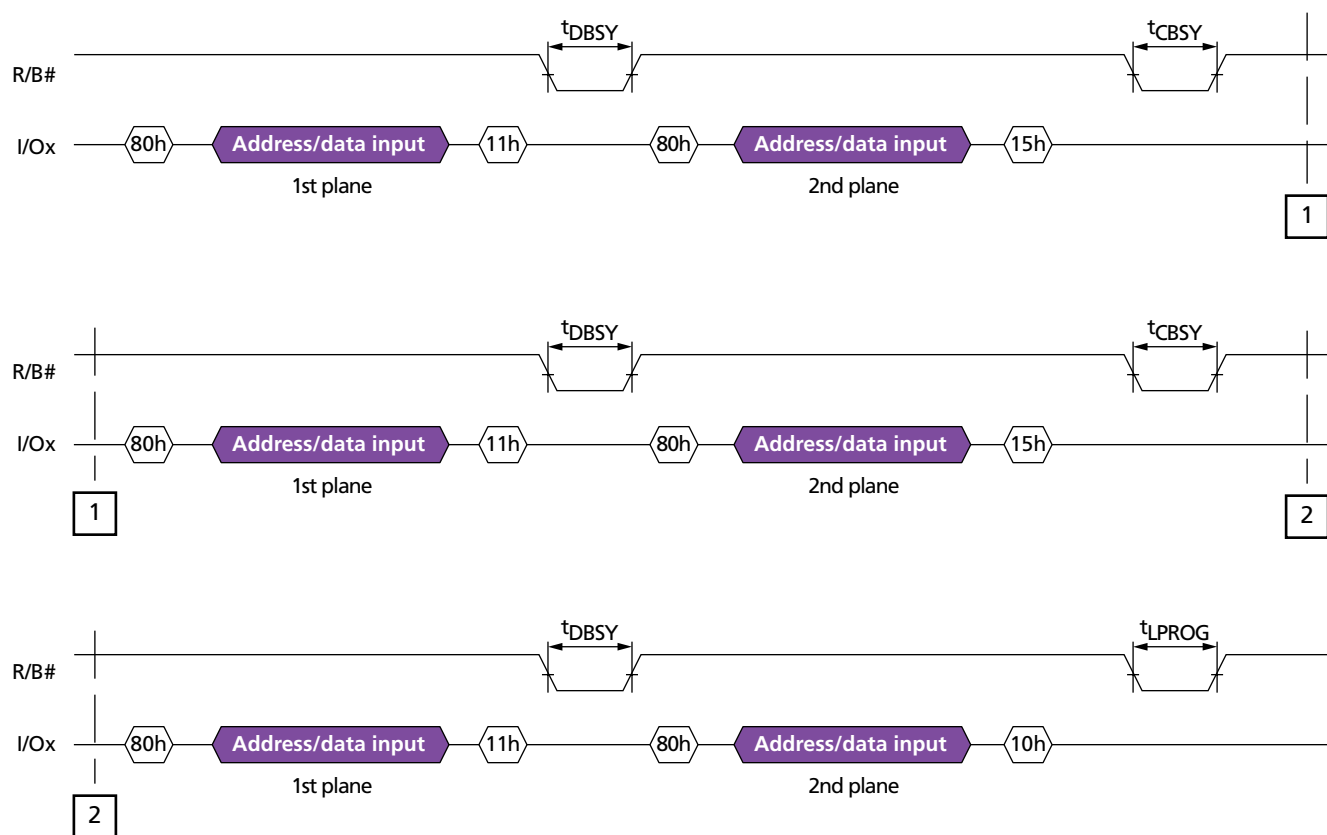 tDBSY tCBSY
R/B#
I/Ox 80h Address/data input 11h 80h Address/data input 15h
1st plane 2nd plane
1
tDBSY tCBSY
R/B#
I/Ox 80h Address/data input 11h 80h Address/data input 15h
1st plane 2nd plane
1 2
tDBSY tLPROG
R/B#
I/Ox 80h Address/data input 11h 80h Address/data input 10h
1st plane 2nd plane
2